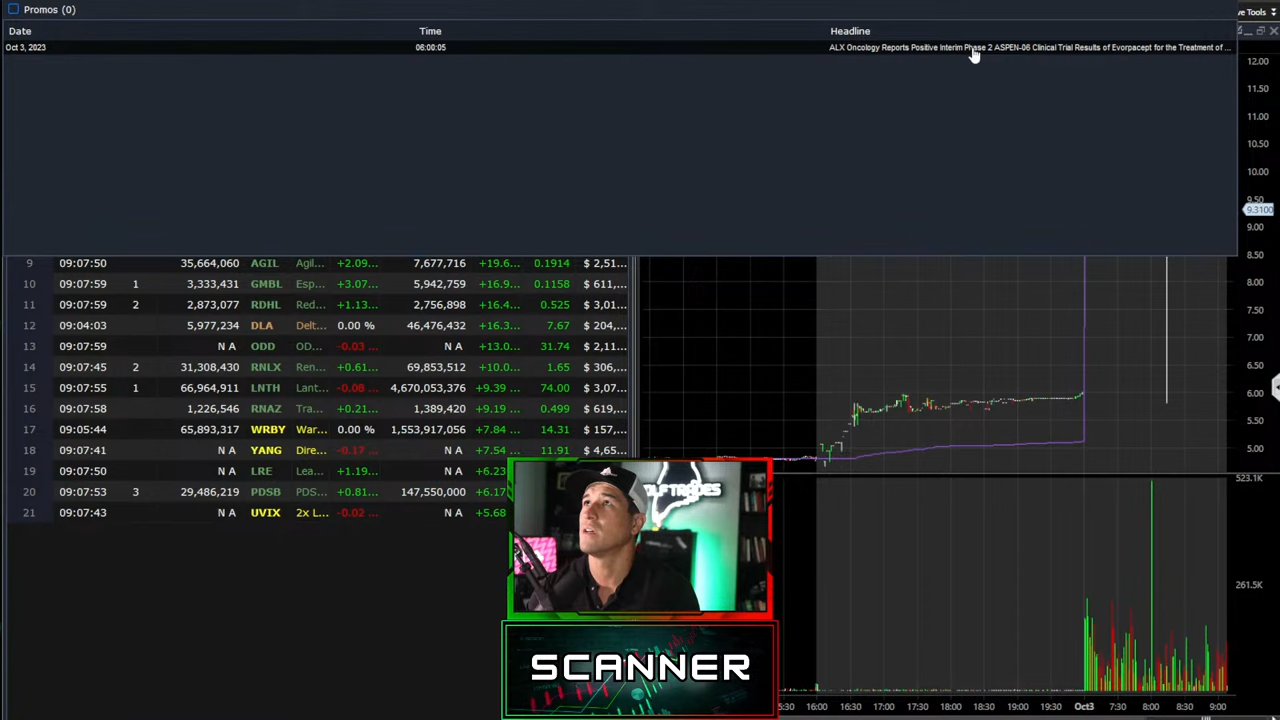 Promos (0)
ve Tools
Date Time Headline
Oct 3, 2023 06:00:05 ALX Oncology Reports Positive Interim Phase 2 ASPEN-06 Clinical Trial Results of Evorpacept for the Treatment of ...
12.00
11.50
11.00
10.50
10.00
9.50
9.3100
9.00
8.50
8.00
7.50
7.00
6.50
6.00
5.50
5.00
9 09:07:50 35,664,060 AGIL Agil... +2.09... 7,677,716 +19.6... 0.1914 $ 2,51...
10 09:07:59 1 3,333,431 GMBL Esp... +3.07... 5,942,759 +16.9... 0.1158 $ 611,...
11 09:07:59 2 2,873,077 RDHL Red... +1.13... 2,756,898 +16.4... 0.525 $ 3,01...
12 09:04:03 5,977,234 DLA Delt... 0.00 % 46,476,432 +16.3... 7.67 $ 204,...
13 09:07:59 N A ODD OD... -0.03 ... N A +13.0... 31.74 $ 2,11...
14 09:07:45 2 31,308,430 RNLX Ren... +0.61... 69,853,512 +10.0... 1.65 $ 306,...
15 09:07:55 1 66,964,911 LNTH Lant... -0.08 ... 4,670,053,376 +9.39 ... 74.00 $ 3,07...
16 09:07:58 1,226,546 RNAZ Tra... +0.21... 1,389,420 +9.19 ... 0.499 $ 619,...
17 09:05:44 65,893,317 WRBY War... 0.00 % 1,553,917,056 +7.84 ... 14.31 $ 157,...
18 09:07:41 N A YANG Dire... -0.17 ... N A +7.54 ... 11.91 $ 4,65...
19 09:07:50 N A LRE Lea... +1.19... N A +6.23
20 09:07:53 3 29,486,219 PDSB PDS... +0.81... 147,550,000 +6.17
21 09:07:43 N A UVIX 2x L... -0.02 ... N A +5.68
LFTRADES
SCANNER
523.1K
261.5K
16:00 17:00 17:30 18:00 18:30 19:00 19:30 Oct3 7:30 8:00 8:30 9:00